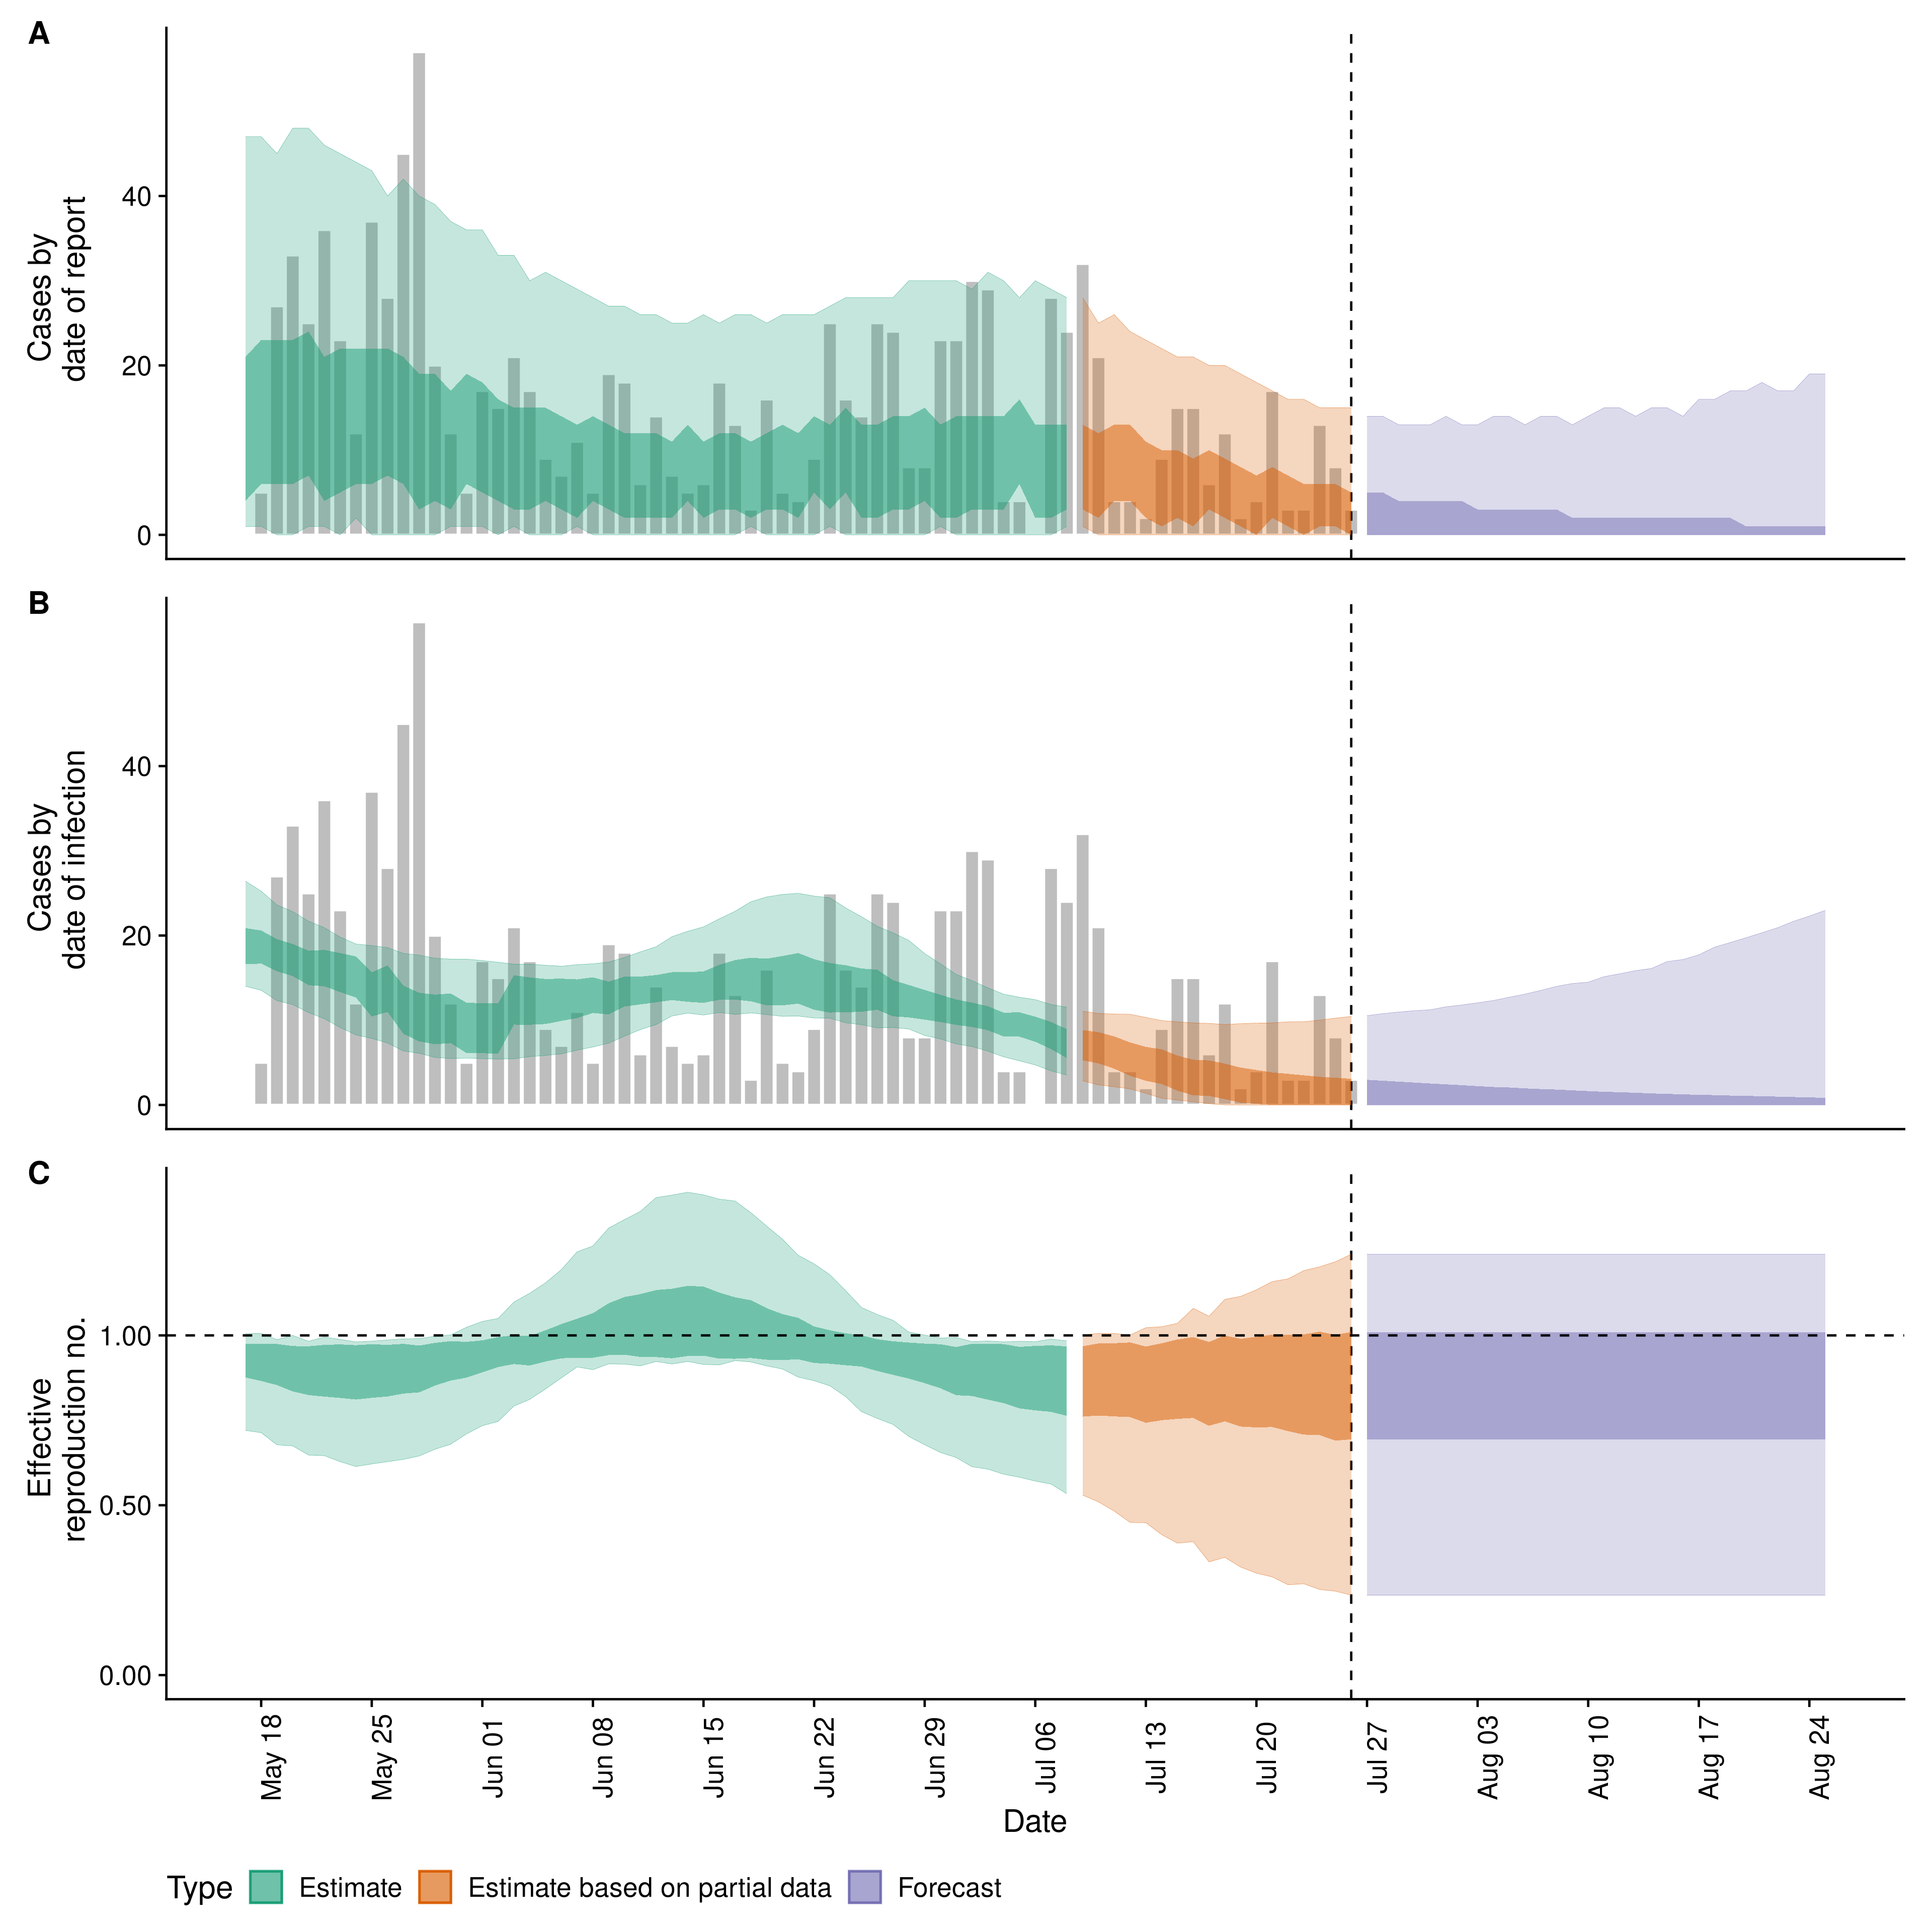 A
Cases by
date of report
40
20
0
B
Cases by
date of infection
40
20
0
C
Effective
reproduction no.
1.00
0.50
0.00
May 18
May 25
Jun 01
Jun 08
Jun 15
Jun 22
Jun 29
Jul 06
Jul 13
Jul 20
Jul 27
Aug 03
Aug 10
Aug 17
Aug 24
Date
Type Estimate Estimate based on partial data Forecast